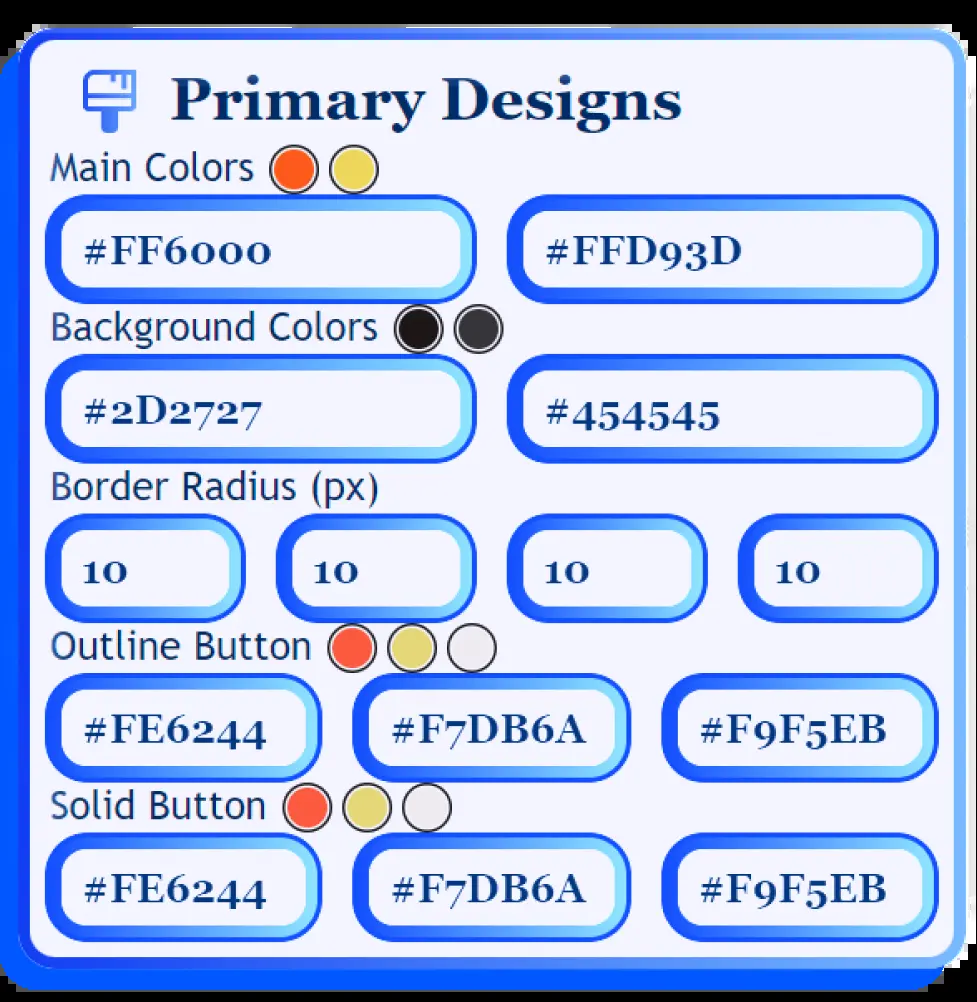 Primary Designs
Main Colors
#FF6000 #FFD93D
Background Colors
#2D2727 #454545
Border Radius (px)
10 10 10 10
Outline Button
#FE6244 #F7DB6A #F9F5EB
Solid Button
#FE6244 #F7DB6A #F9F5EB